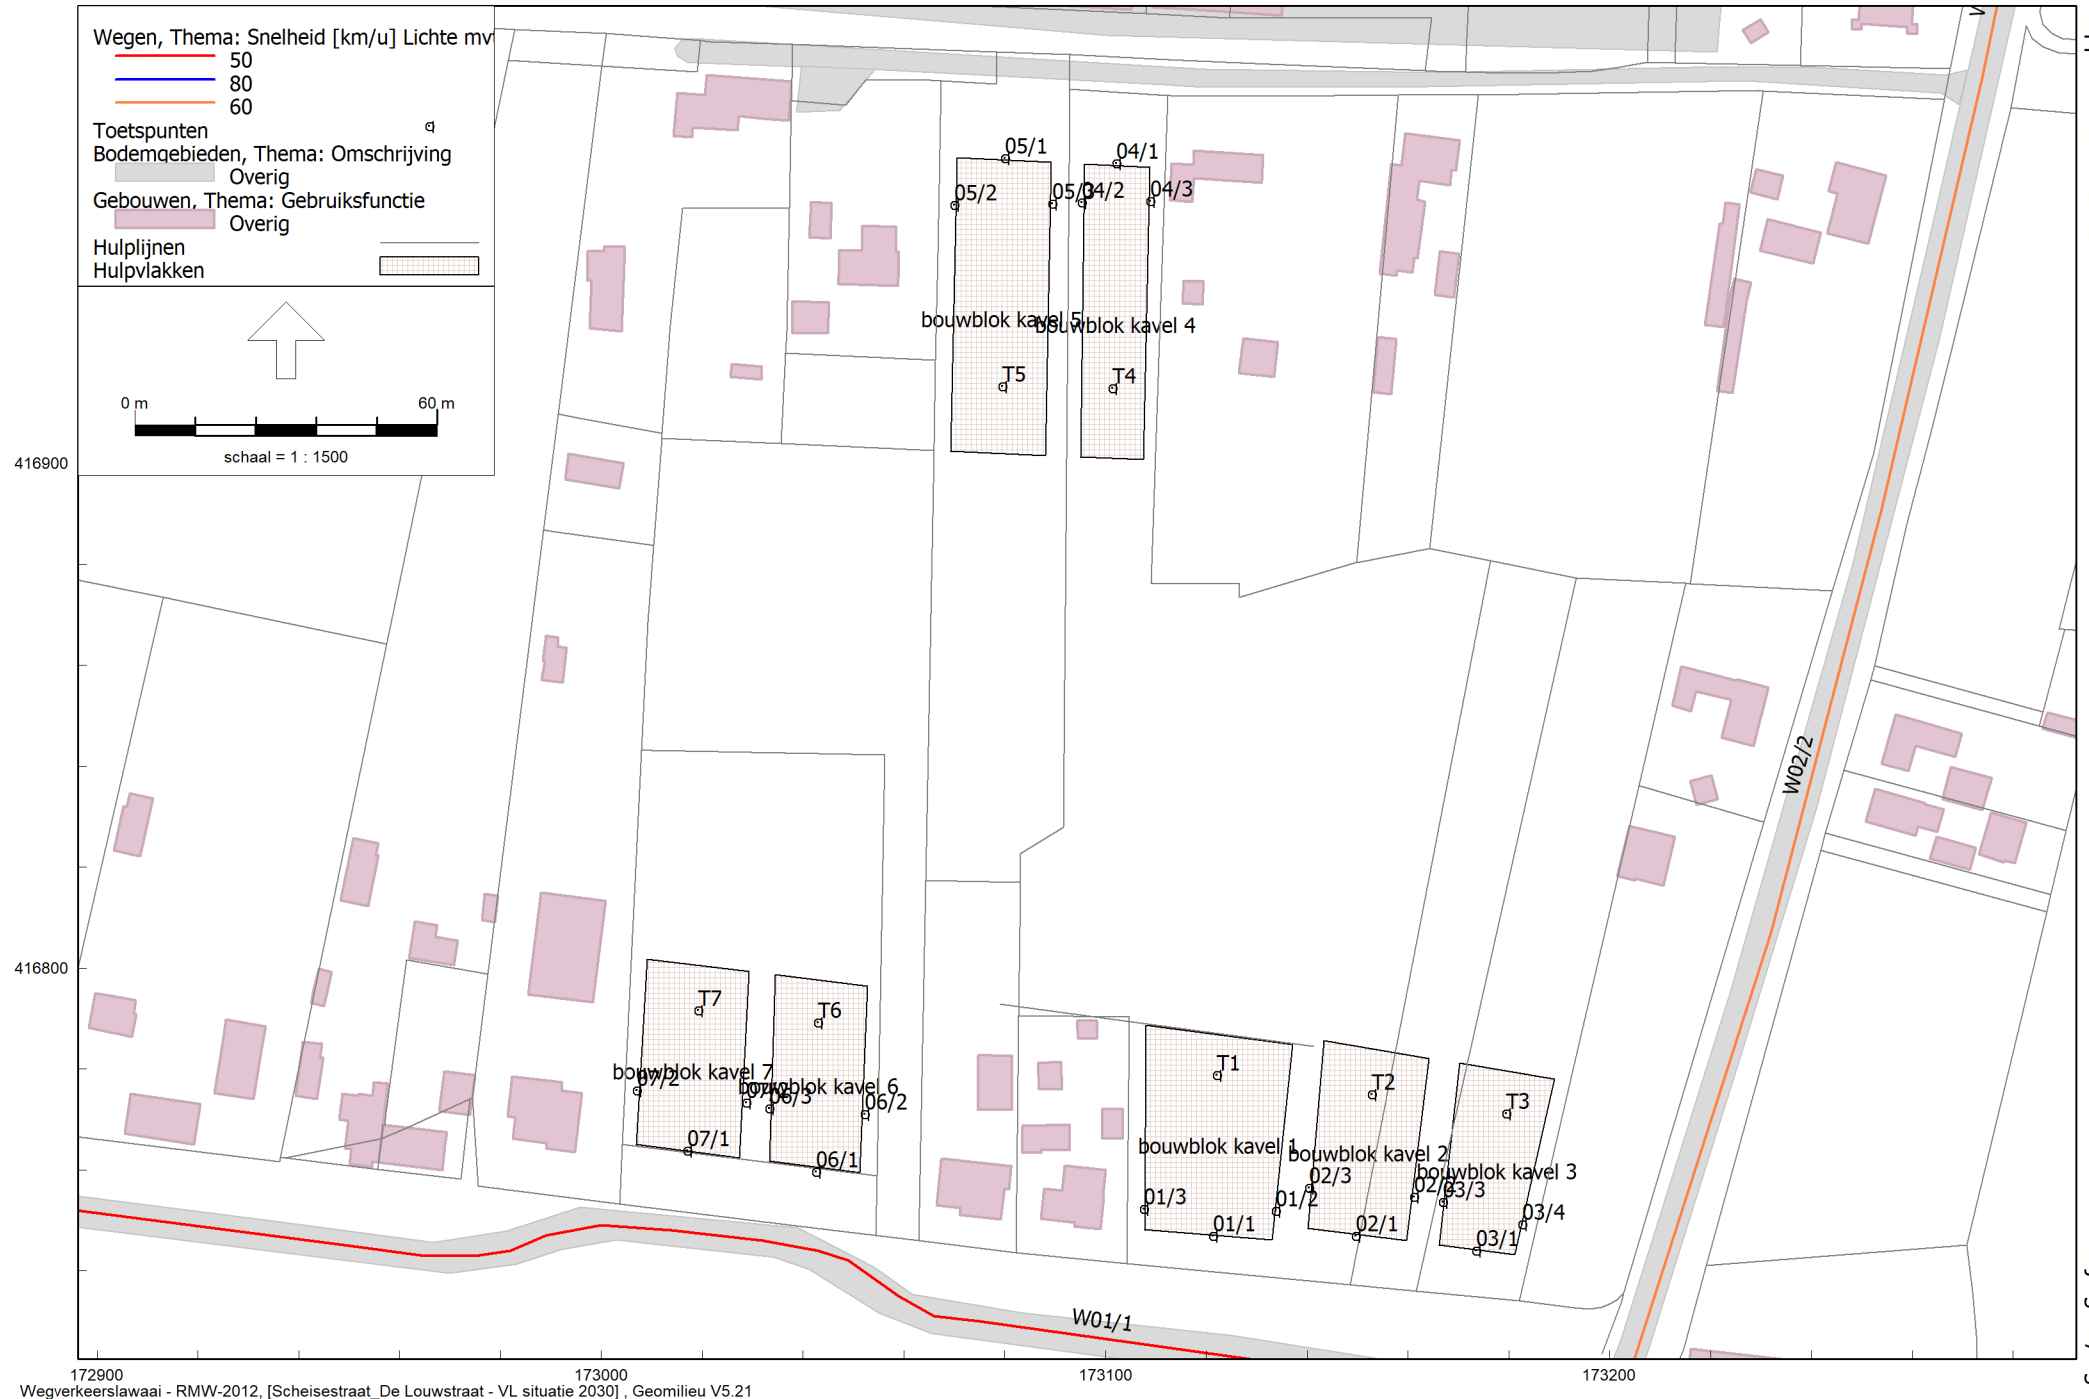 Wegen, Thema: Snelheid [km/u] Lichte mv
50
80
60
Toetspunten
Bodemgebieden, Thema: Omschrijving
Overig
Gebouwen, Thema: Gebruiksfunctie
Overig
Hulplijnen
Hulpvlakken
0 m 60 m
schaal = 1 : 1500
05/1
04/1
05/2
05/3
04/2
04/3
bouwblok kavel 5
bouwblok kavel 4
T5
T4
416900
W02/2
416800
T7
T6
T1
T2
T3
bouwblok kavel 7
bouwblok kavel 6
07/2
06/3
06/2
07/1
06/1
bouwblok kavel 1
bouwblok kavel 2
bouwblok kavel 3
01/3
01/2
02/3
02/2
03/3
03/4
01/1
02/1
03/1
W01/1
172900
173000
173100
173200
Wegverkeerslawaai - RMW-2012, [Scheisestraat_De Louwstraat - VL situatie 2030] , Geomilieu V5.21